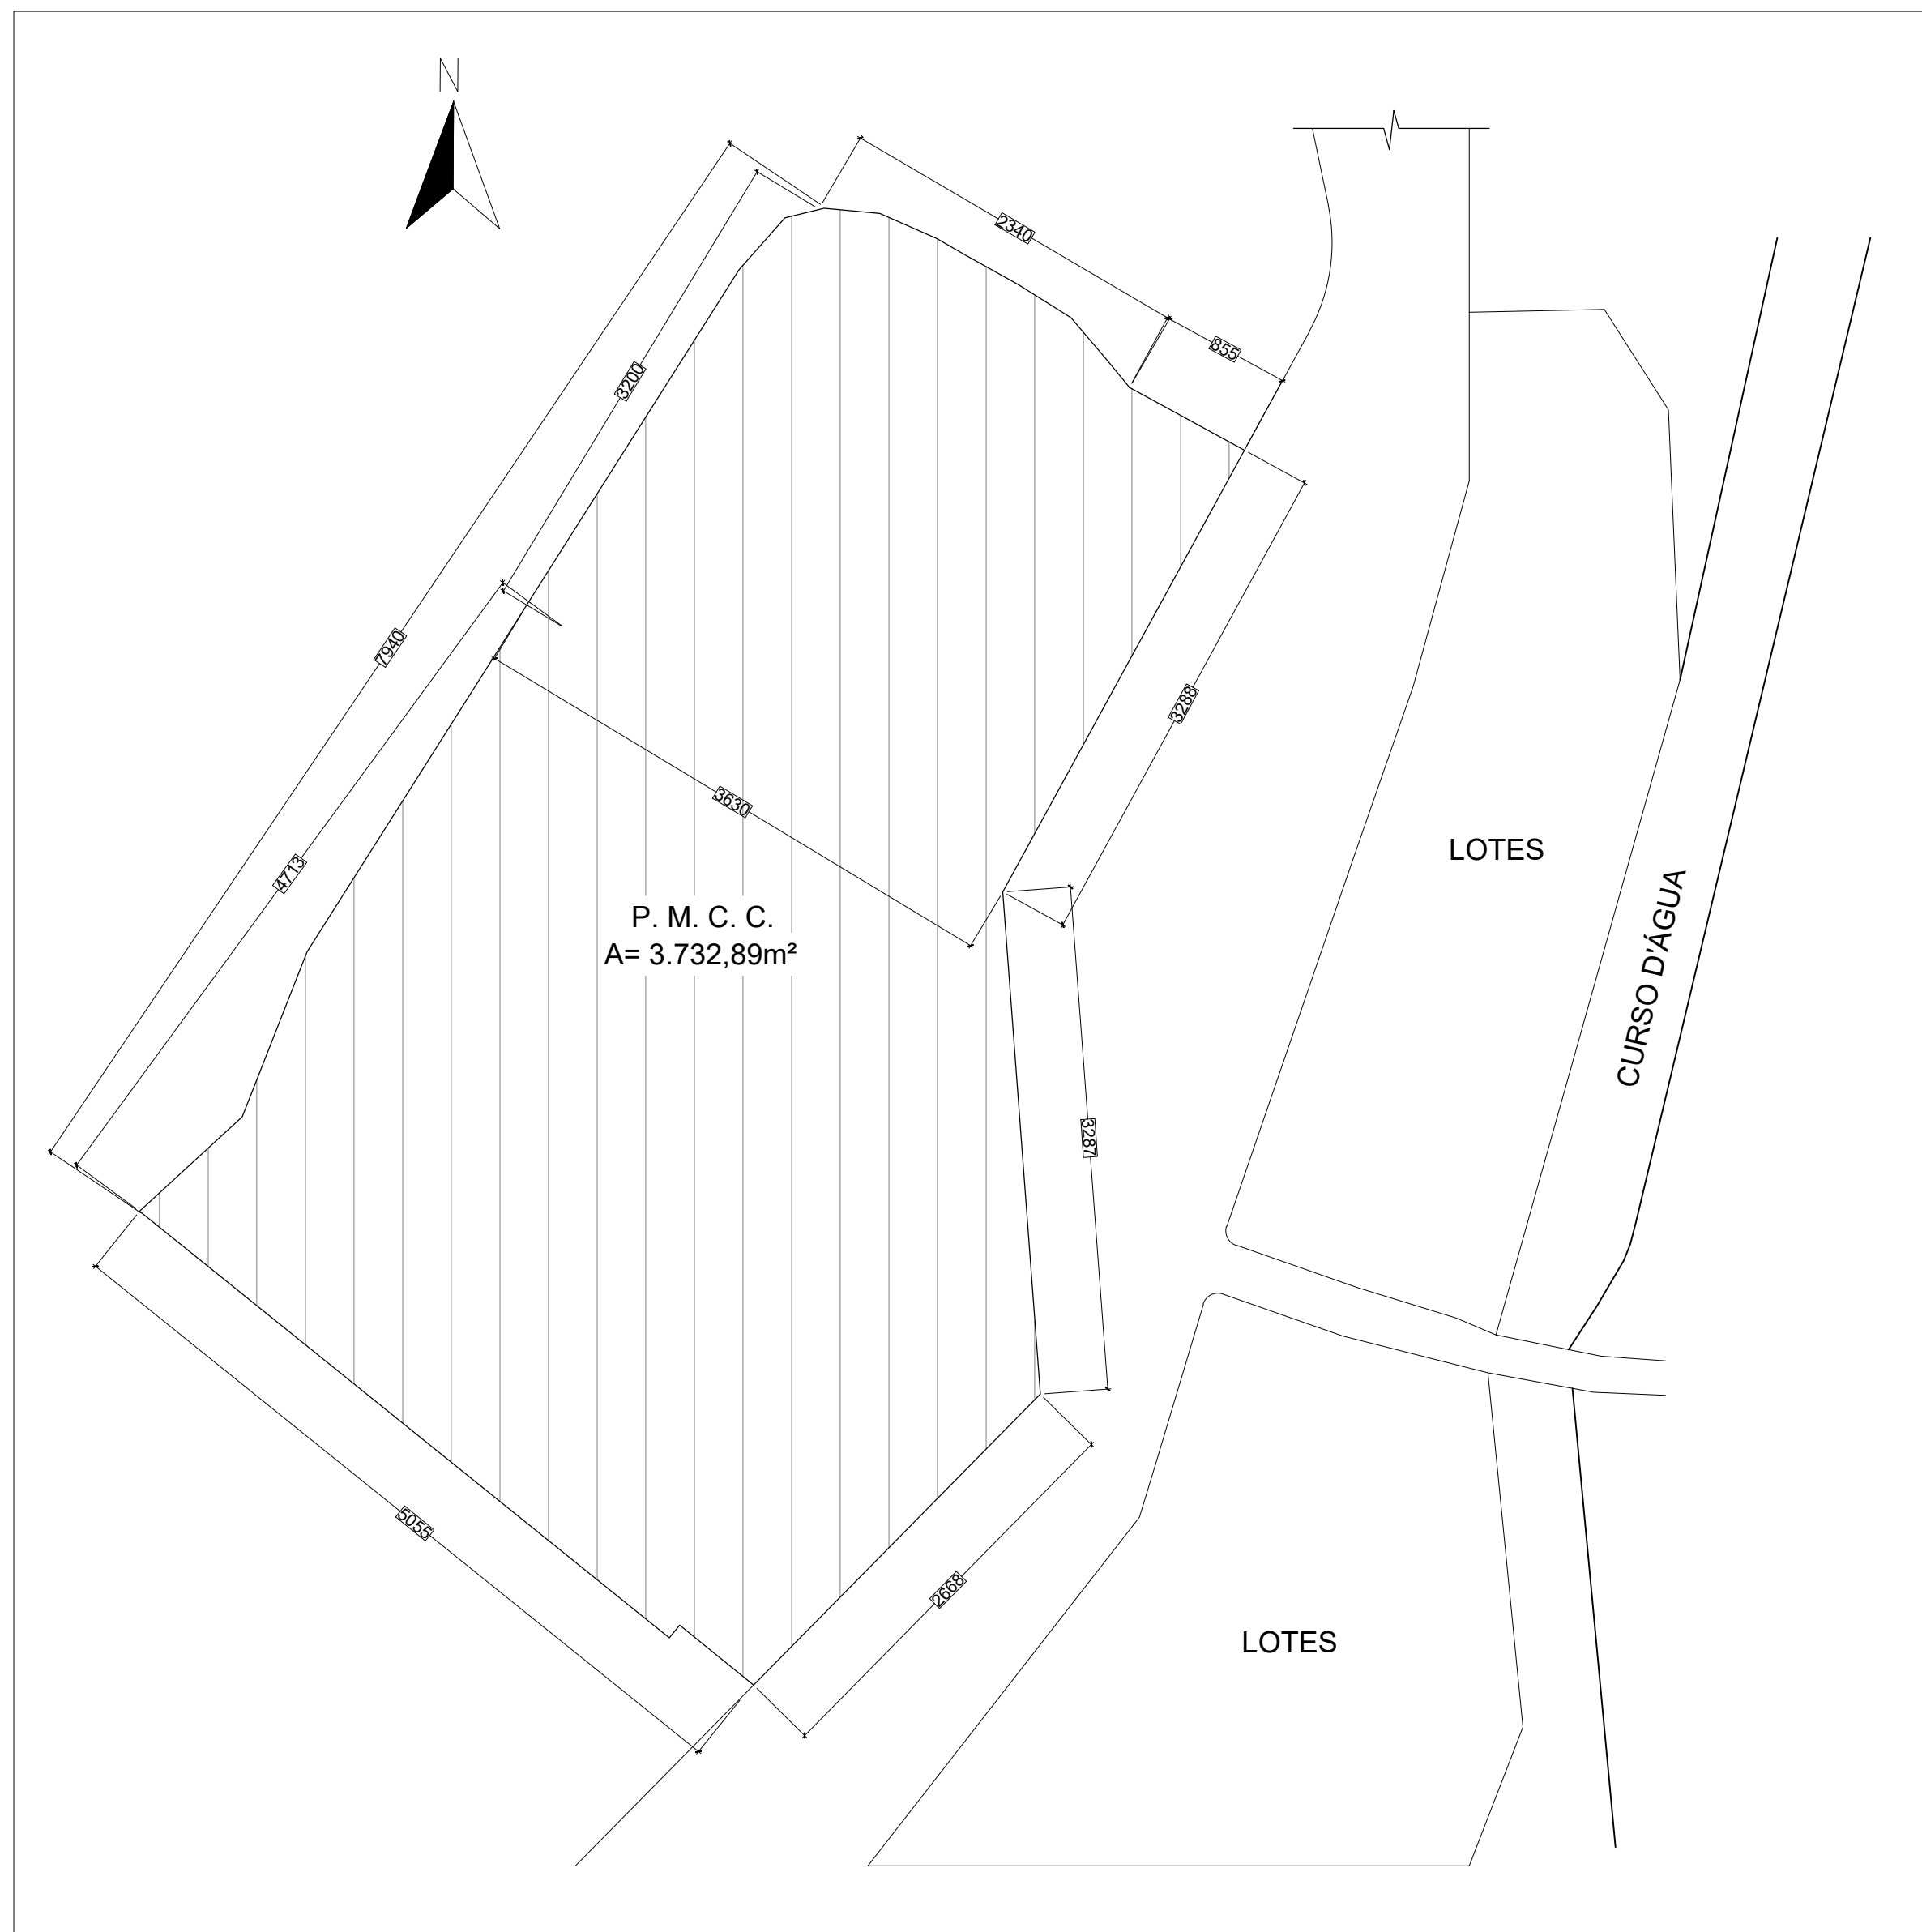 N
2340
855
3200
7940
3288
3630
4713
LOTES
P. M. C. C.
A= 3.732,89m²
CURSO D'ÁGUA
3287
5055
2668
LOTES